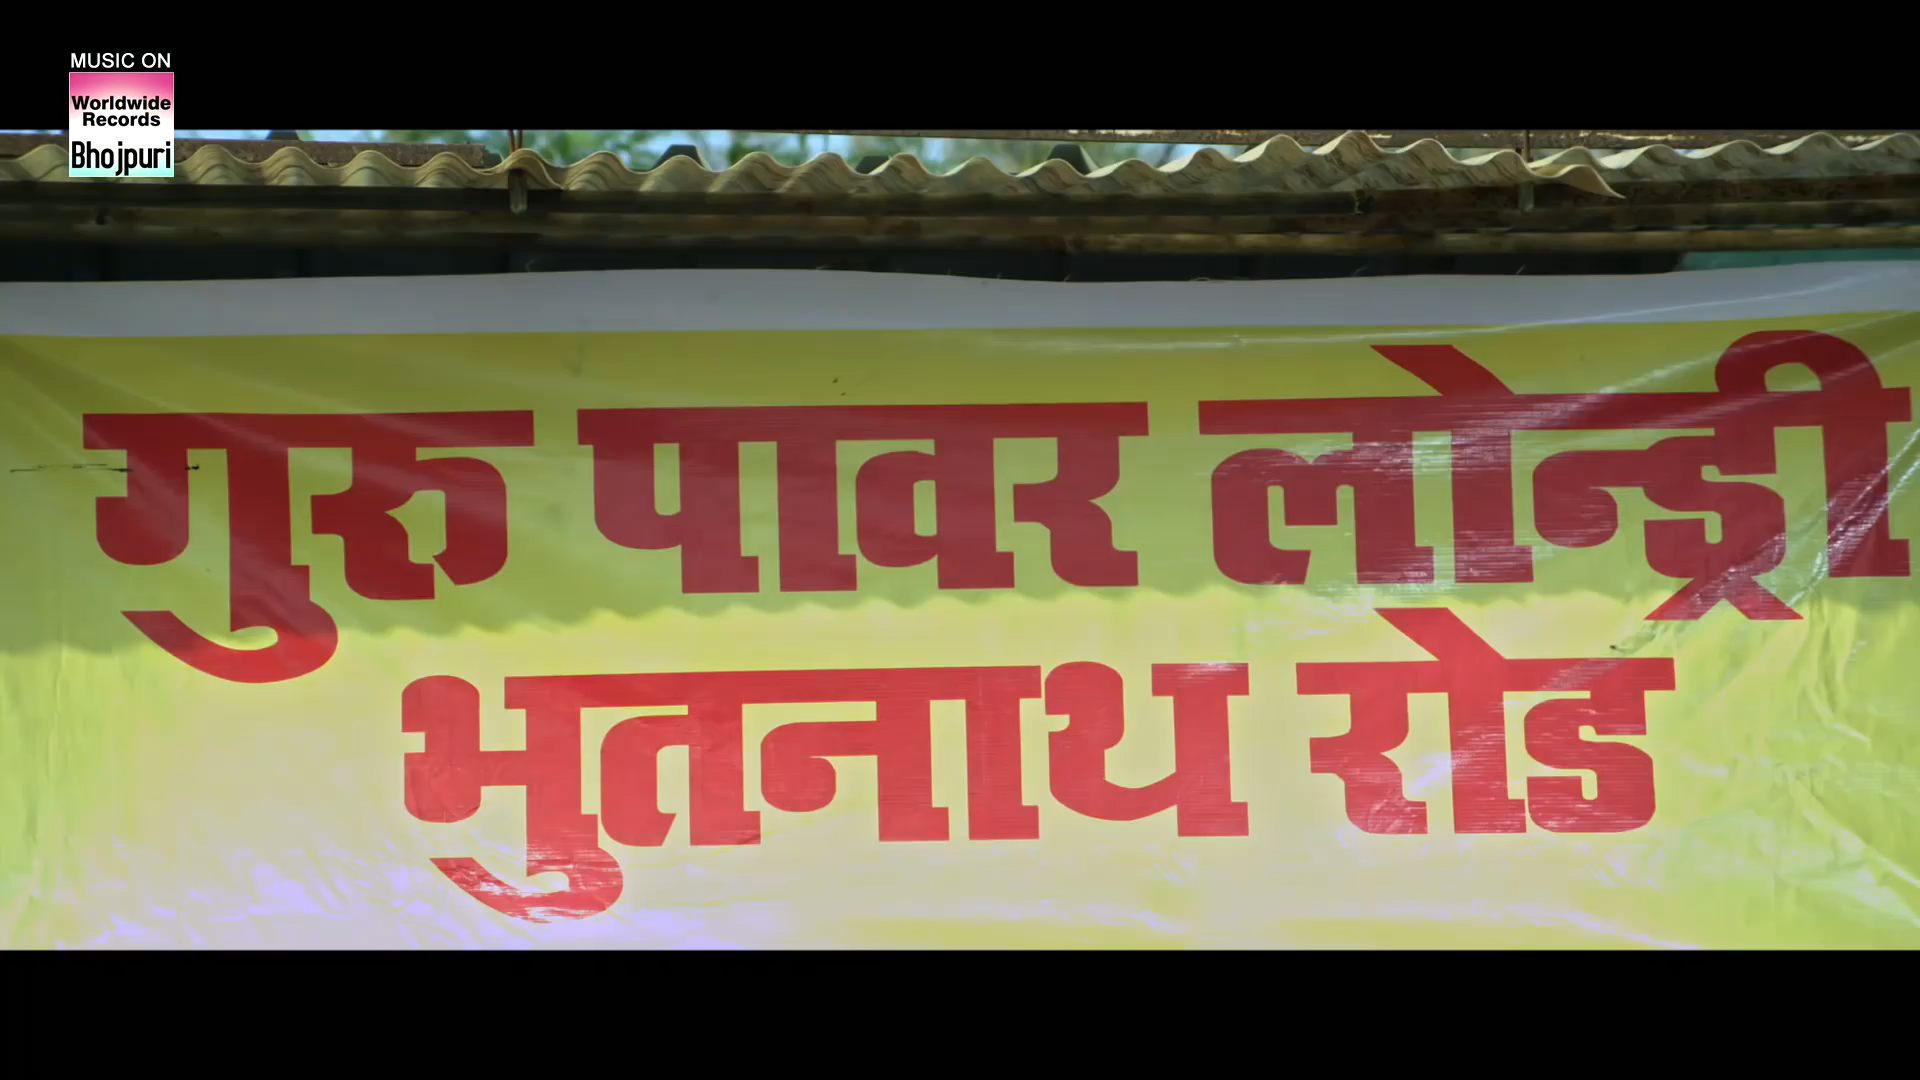 MUSIC ON
Worldwide
Records
Bhojpuri
गुरु पावर लोन्ड्री
भुतनाथ रोड